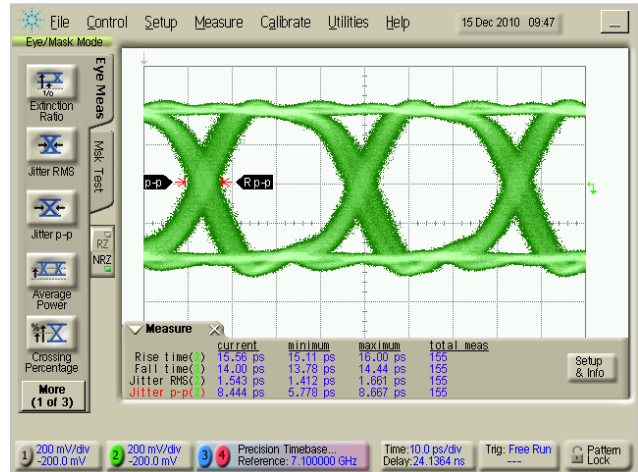 File Control Setup Measure Calibrate Utilities Help 15 Dec 2010 09:47
Eye/Mask Mode
Eye Meas
Msk Test
1/0
Extinction
Ratio
Jitter RMS
Jitter p-p
RZ
NRZ
Average
Power
Crossing
Percentage
More
(1 of 3)
p-p R p-p
Measure
current minimum maximum total meas
Rise time(2) 15.56 ps 15.11 ps 16.00 ps 155
Fall time(2) 14.00 ps 13.78 ps 14.44 ps 155
Jitter RMS(2) 1.543 ps 1.412 ps 1.661 ps 155
Jitter p-p(2) 8.444 ps 5.778 ps 8.667 ps 155
Setup
& Info
1 200 mV/div
-200.0 mV
2 200 mV/div
-200.0 mV
3 4 Precision Timebase...
Reference: 7.100000 GHz
Time:10.0 ps/div
Delay:24.1364 ns
Trig: Free Run
---
Pattern
Lock